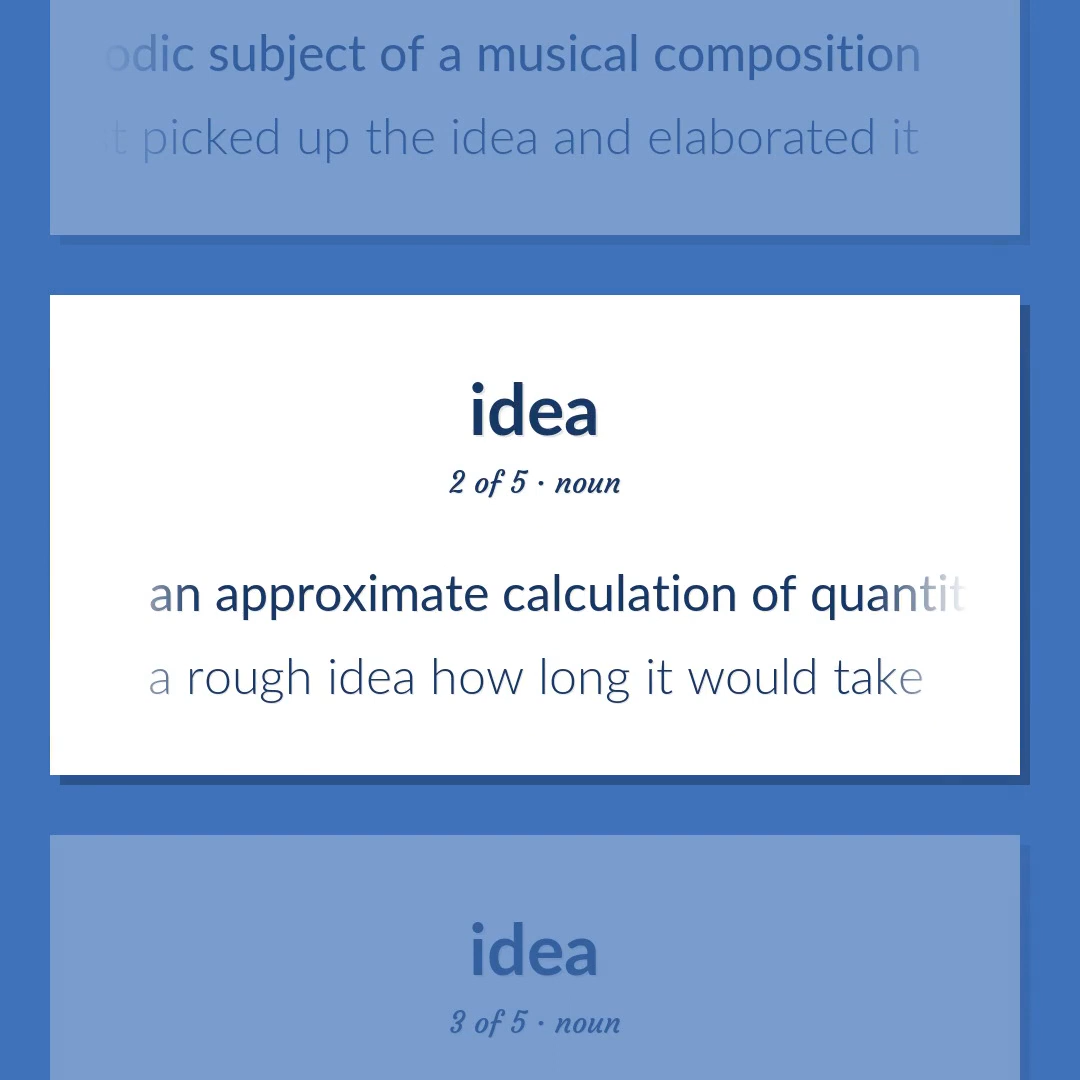 odic subject of a musical composition
t picked up the idea and elaborated it
idea
2 of 5 · noun
an approximate calculation of quantit
a rough idea how long it would take
idea
3 of 5 · noun